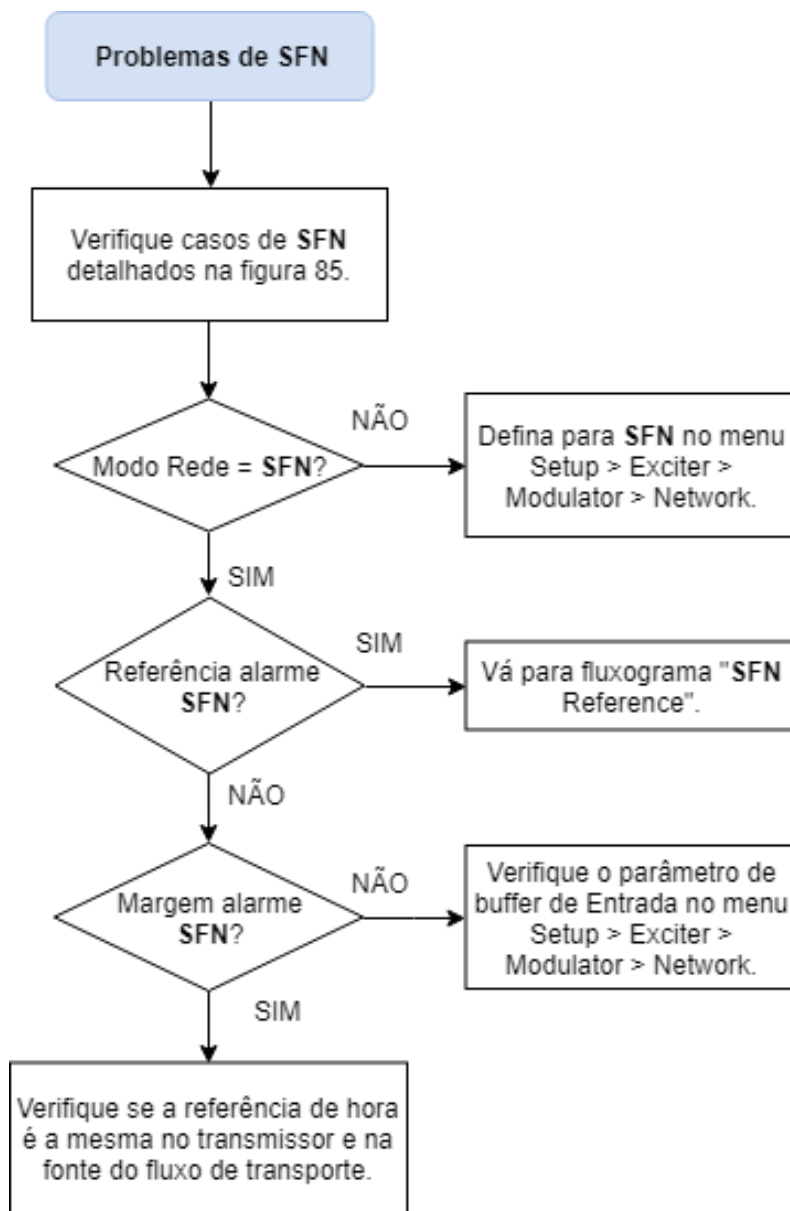 Problemas de SFN
Verifique casos de SFN
detalhados na figura 85.
NÃO
Modo Rede = SFN?
Defina para SFN no menu
Setup > Exciter >
Modulator > Network.
SIM
Referência alarme
SFN?
SIM
Vá para fluxograma "SFN
Reference".
NÃO
Margem alarme
SFN?
NÃO
Verifique o parâmetro de
buffer de Entrada no menu
Setup > Exciter >
Modulator > Network.
SIM
Verifique se a referência de hora
é a mesma no transmissor e na
fonte do fluxo de transporte.